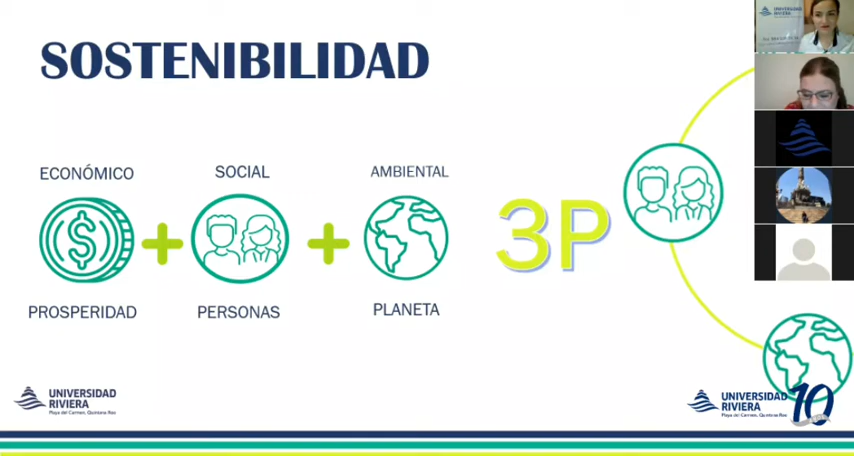 SOSTENIBILIDAD
ECONÓMICO
SOCIAL
AMBIENTAL
$
3P
PROSPERIDAD
PERSONAS
PLANETA
UNIVERSIDAD
RIVIERA
Playa del Carmen, Quintana Roo
UNIVERSIDAD
RIVIERA
Playa del Carmen, Quintana Roo
10
UNIVERSIDAD
RIVIERA